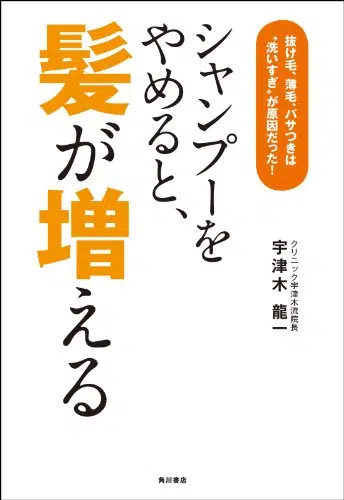 抜け毛、薄毛、パサつきは
“洗いすぎ”が原因だった!
シャンプーを
やめると、
髪が増える
クリニック宇津木流院長
宇津木 龍一
角川書店